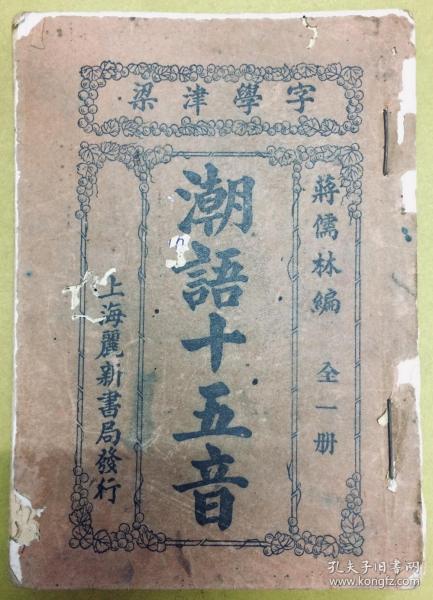 字學津梁
蔣儒林編 全一册
潮語十五音
上海麗新書局發行
孔夫子旧书网
www.kongfz.com